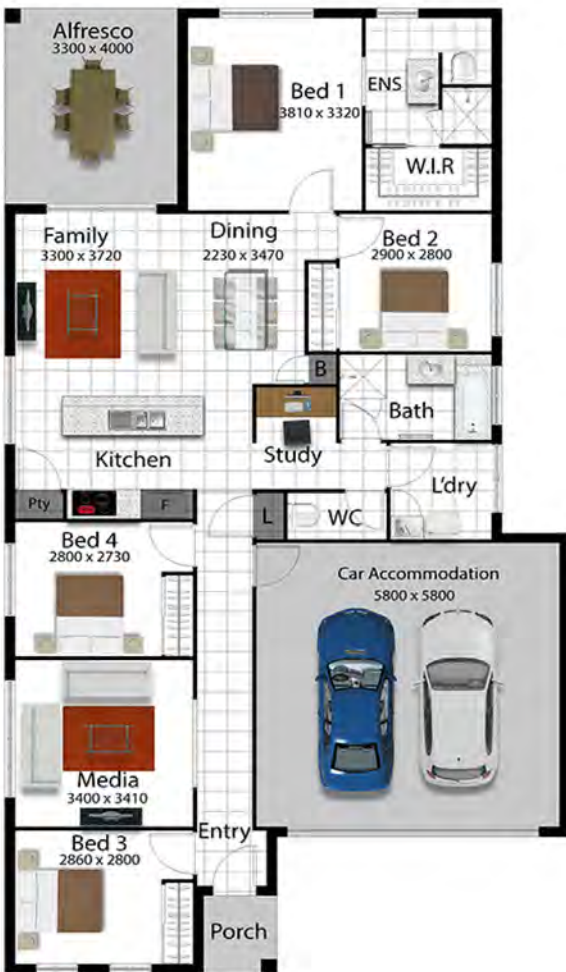 Alfresco
3300 x 4000
Bed 1
3810 x 3320
ENS
W.I.R
Family
3300 x 3720
Dining
2230 x 3470
Bed 2
2900 x 2800
B
Bath
Kitchen
Study
L'dry
Pty
F
L
WC
Bed 4
2800 x 2730
Car Accommodation
5800 x 5800
Media
3400 x 3410
Entry
Bed 3
2860 x 2800
Porch